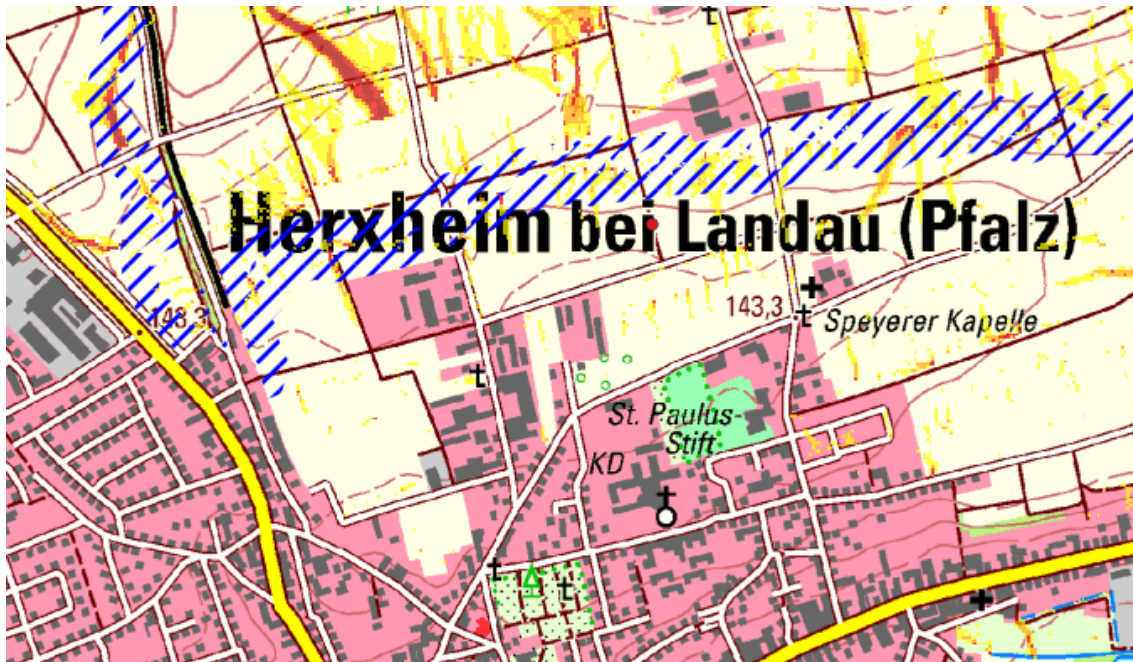 Herxheim bei Landau (Pfalz)
143,3
143,3
Speyerer Kapelle
St. Paulus-
Stift
KD